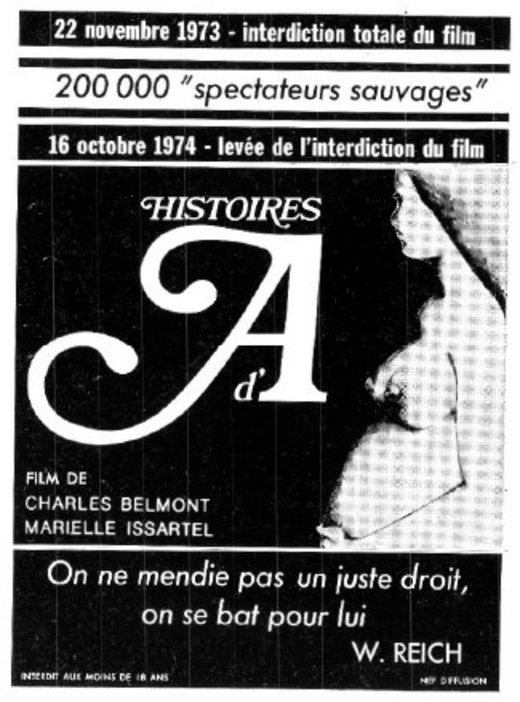 22 novembre 1973 - interdiction totale du film
200 000 "spectateurs sauvages"
16 octobre 1974 - levée de l'interdiction du film
HISTOIRES
d'A
FILM DE
CHARLES BELMONT
MARIELLE ISSARTEL
On ne mendie pas un juste droit,
on se bat pour lui
W. REICH
INTERDIT AUX MOINS DE 18 ANS
NEF DIFFUSION